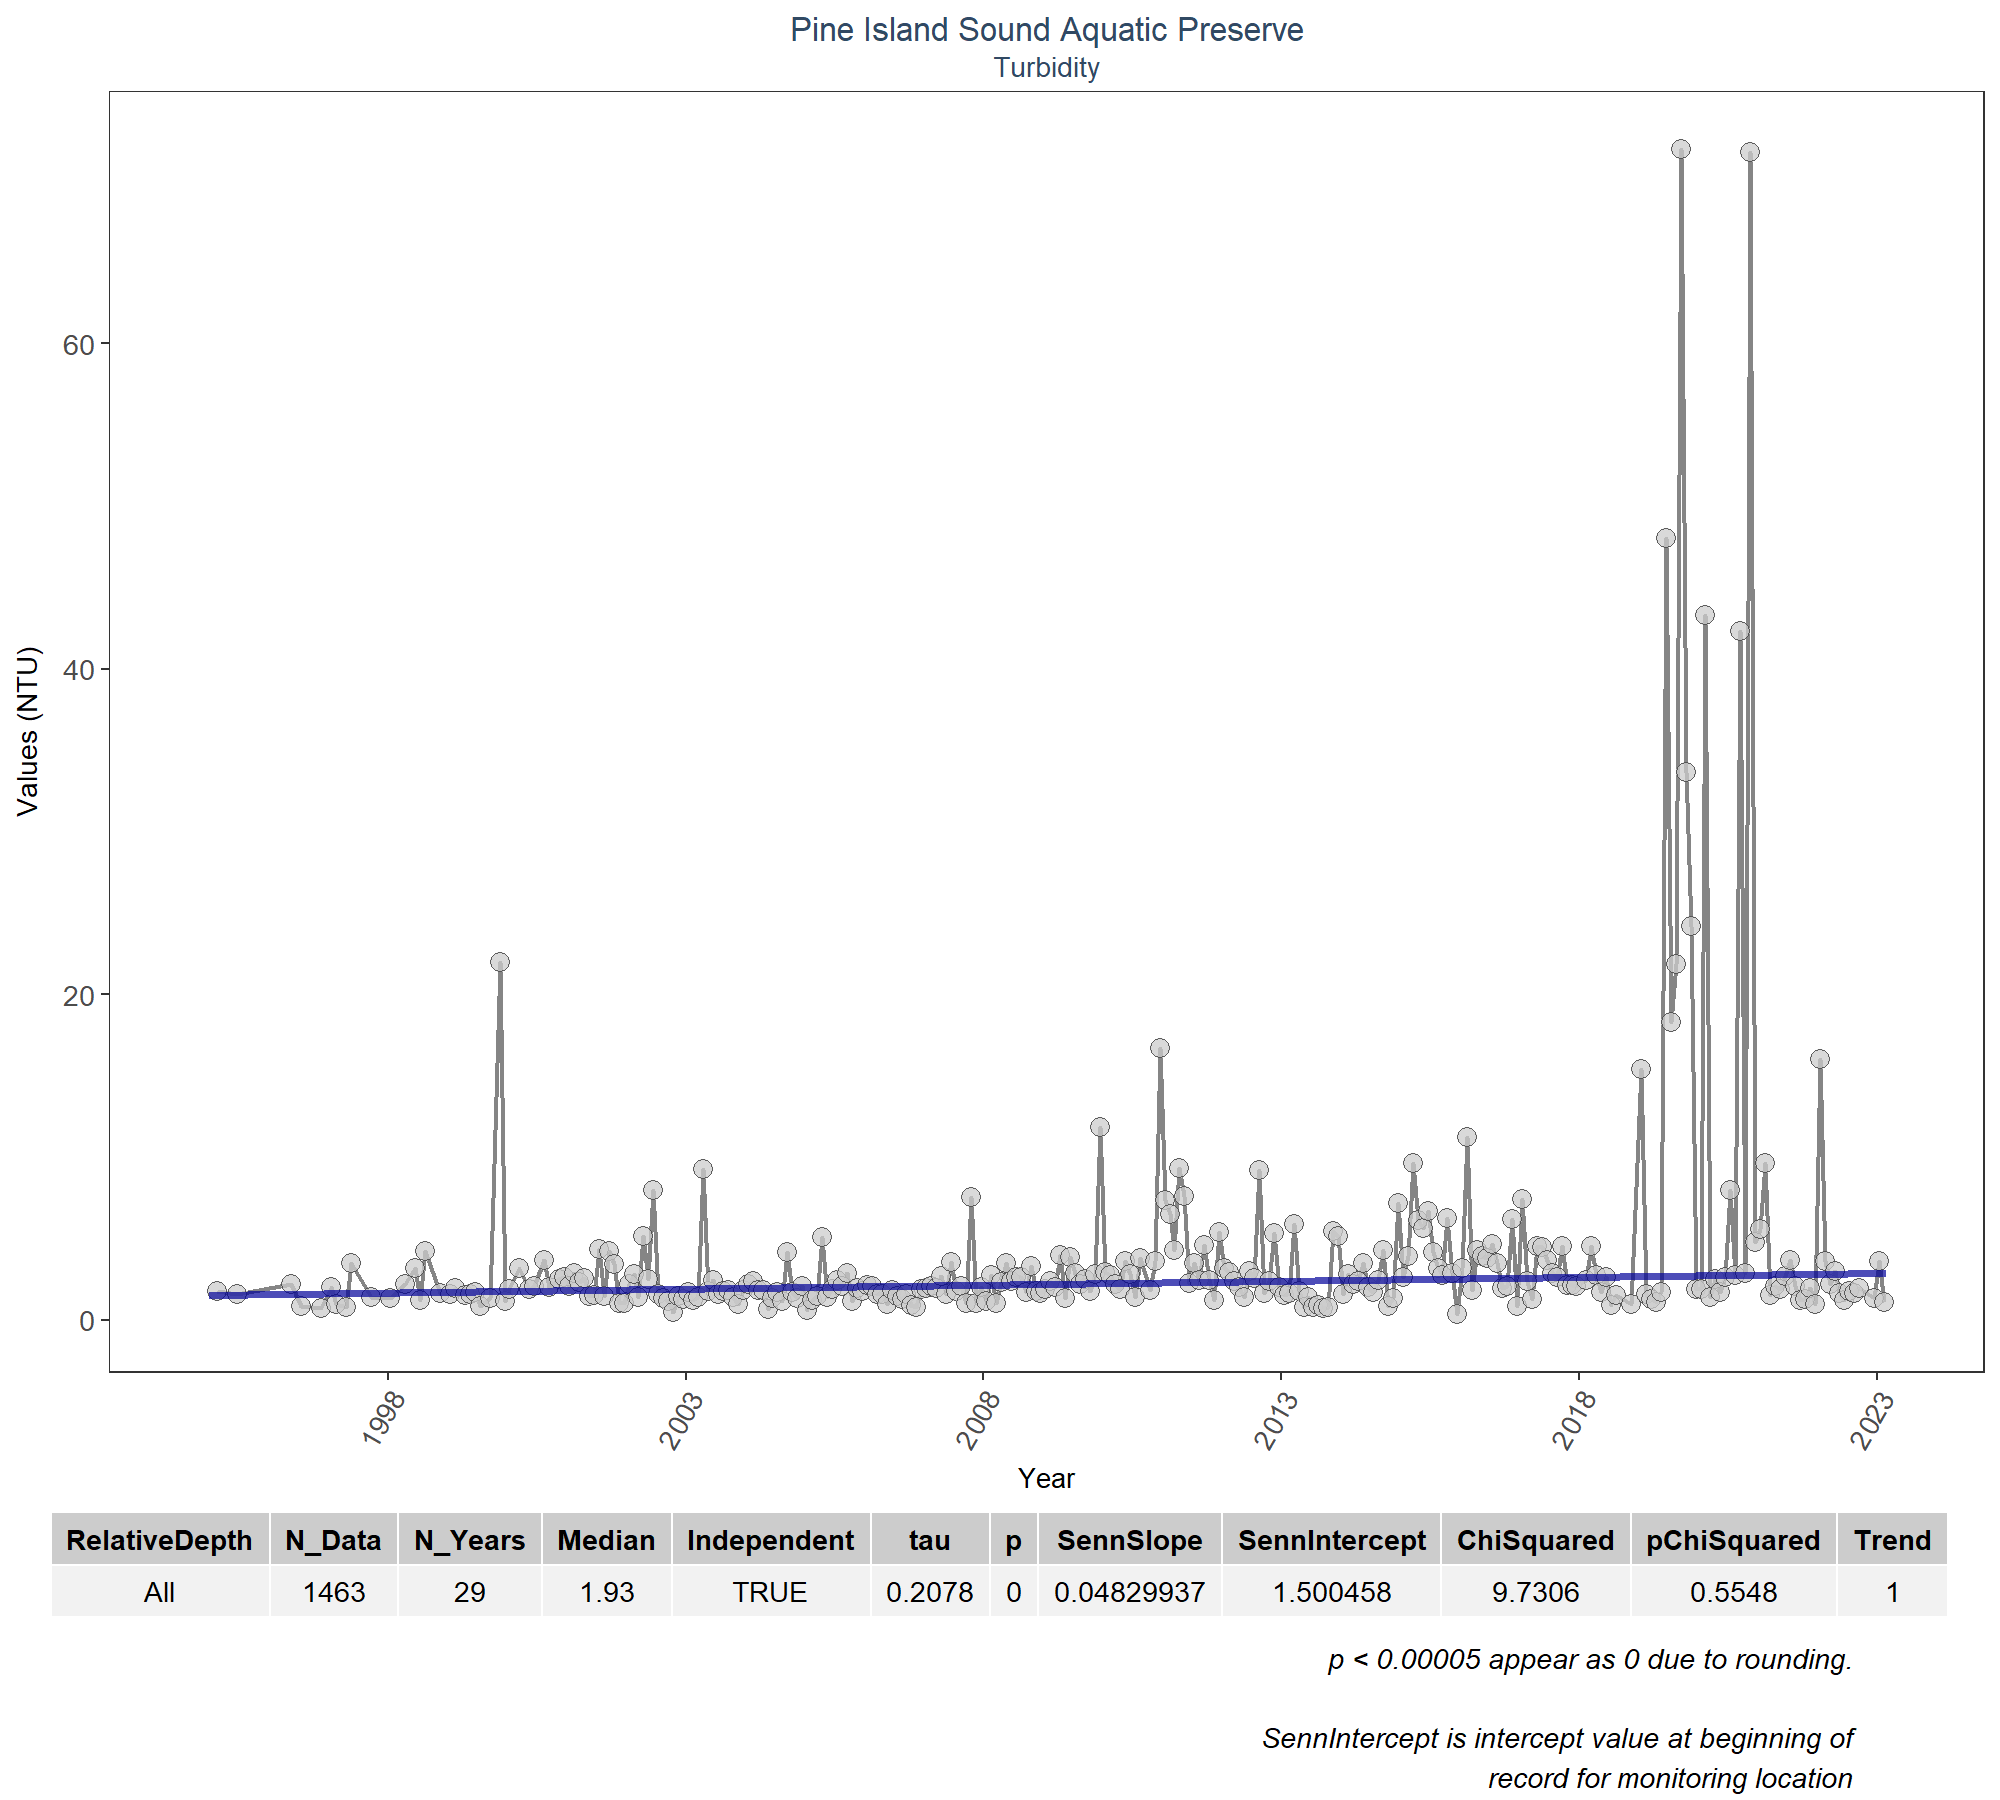 Pine Island Sound Aquatic Preserve
Turbidity
Values (NTU)
60
40
20
0
1998
2003
2008
2013
2018
2023
Year
RelativeDepth N_Data N_Years Median Independent tau p SennSlope SennIntercept ChiSquared pChiSquared Trend
All 1463 29 1.93 TRUE 0.2078 0 0.04829937 1.500458 9.7306 0.5548 1
p < 0.00005 appear as 0 due to rounding.
SennIntercept is intercept value at beginning of
record for monitoring location